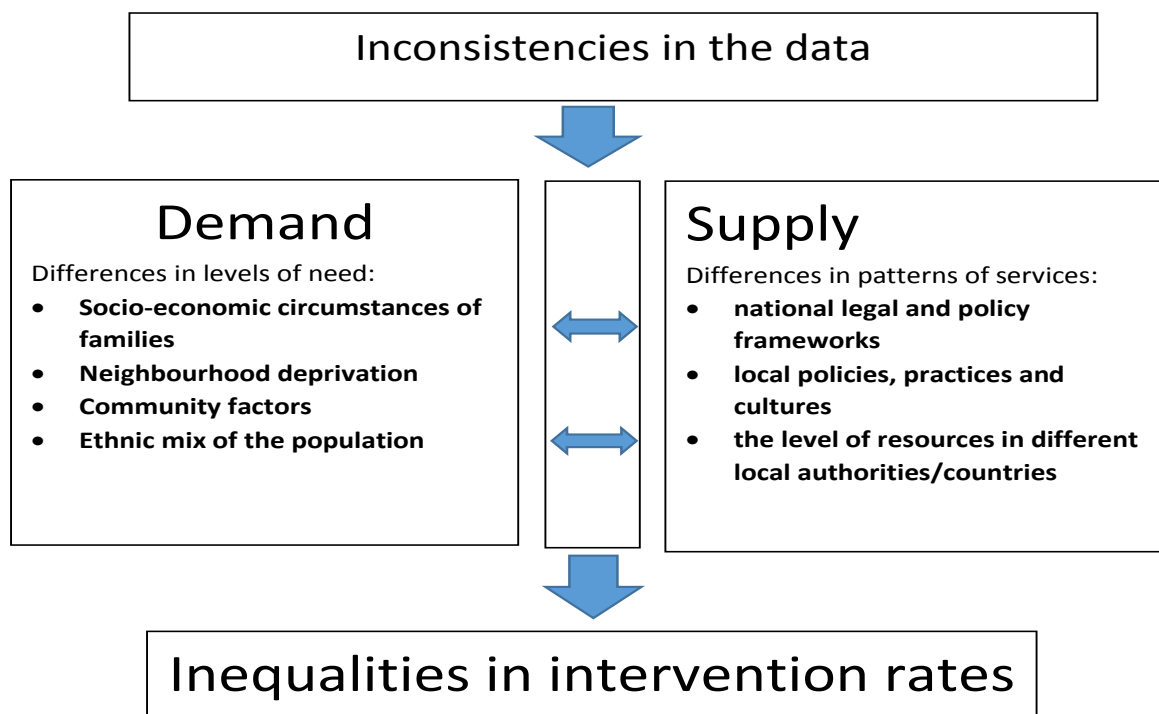 Inconsistencies in the data
Demand
Differences in levels of need:
• Socio-economic circumstances of
families
• Neighbourhood deprivation
• Community factors
• Ethnic mix of the population
Supply
Differences in patterns of services:
• national legal and policy
frameworks
• local policies, practices and
cultures
• the level of resources in different
local authorities/countries
Inequalities in intervention rates